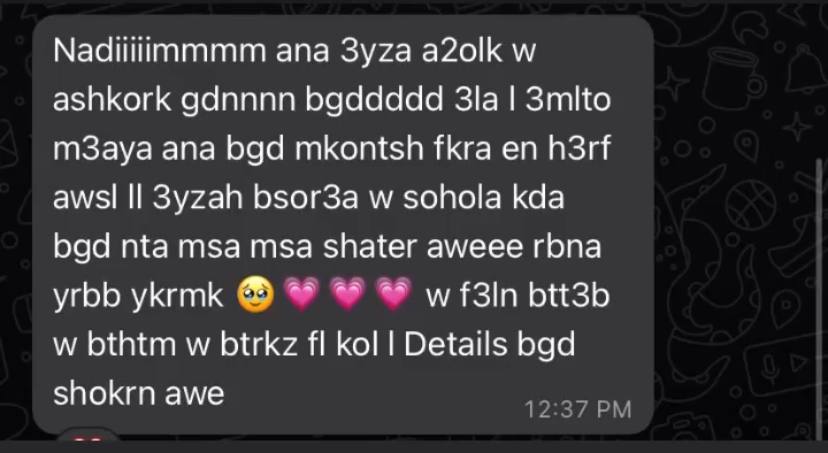 Nadiiiiimmmm ana 3yza a2olk w
ashkork gdnnnn bgddddd 3la l 3mlto
m3aya ana bgd mkontsh fkra en h3rf
awsl ll 3yzah bsor3a w sohola kda
bgd nta msa msa shater aweee rbna
yrbb ykrmk 🥹💗💗💗 w f3ln btt3b
w bthtm w btrkz fl kol l Details bgd
shokrn awe
12:37 PM